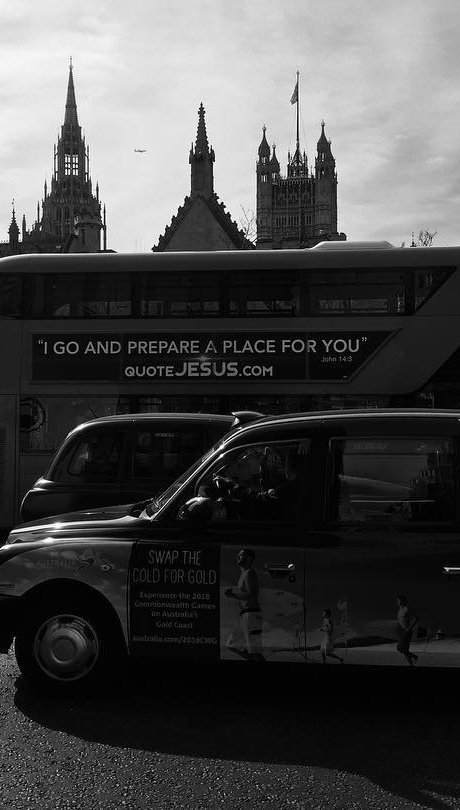 "I GO AND PREPARE A PLACE FOR YOU"
John 14:3
QUOTEJESUS.COM
SWAP THE
COLD FOR GOLD
Experience the 2018
Commonwealth Games
on Australia's
Gold Coast
australia.com/2018CWG